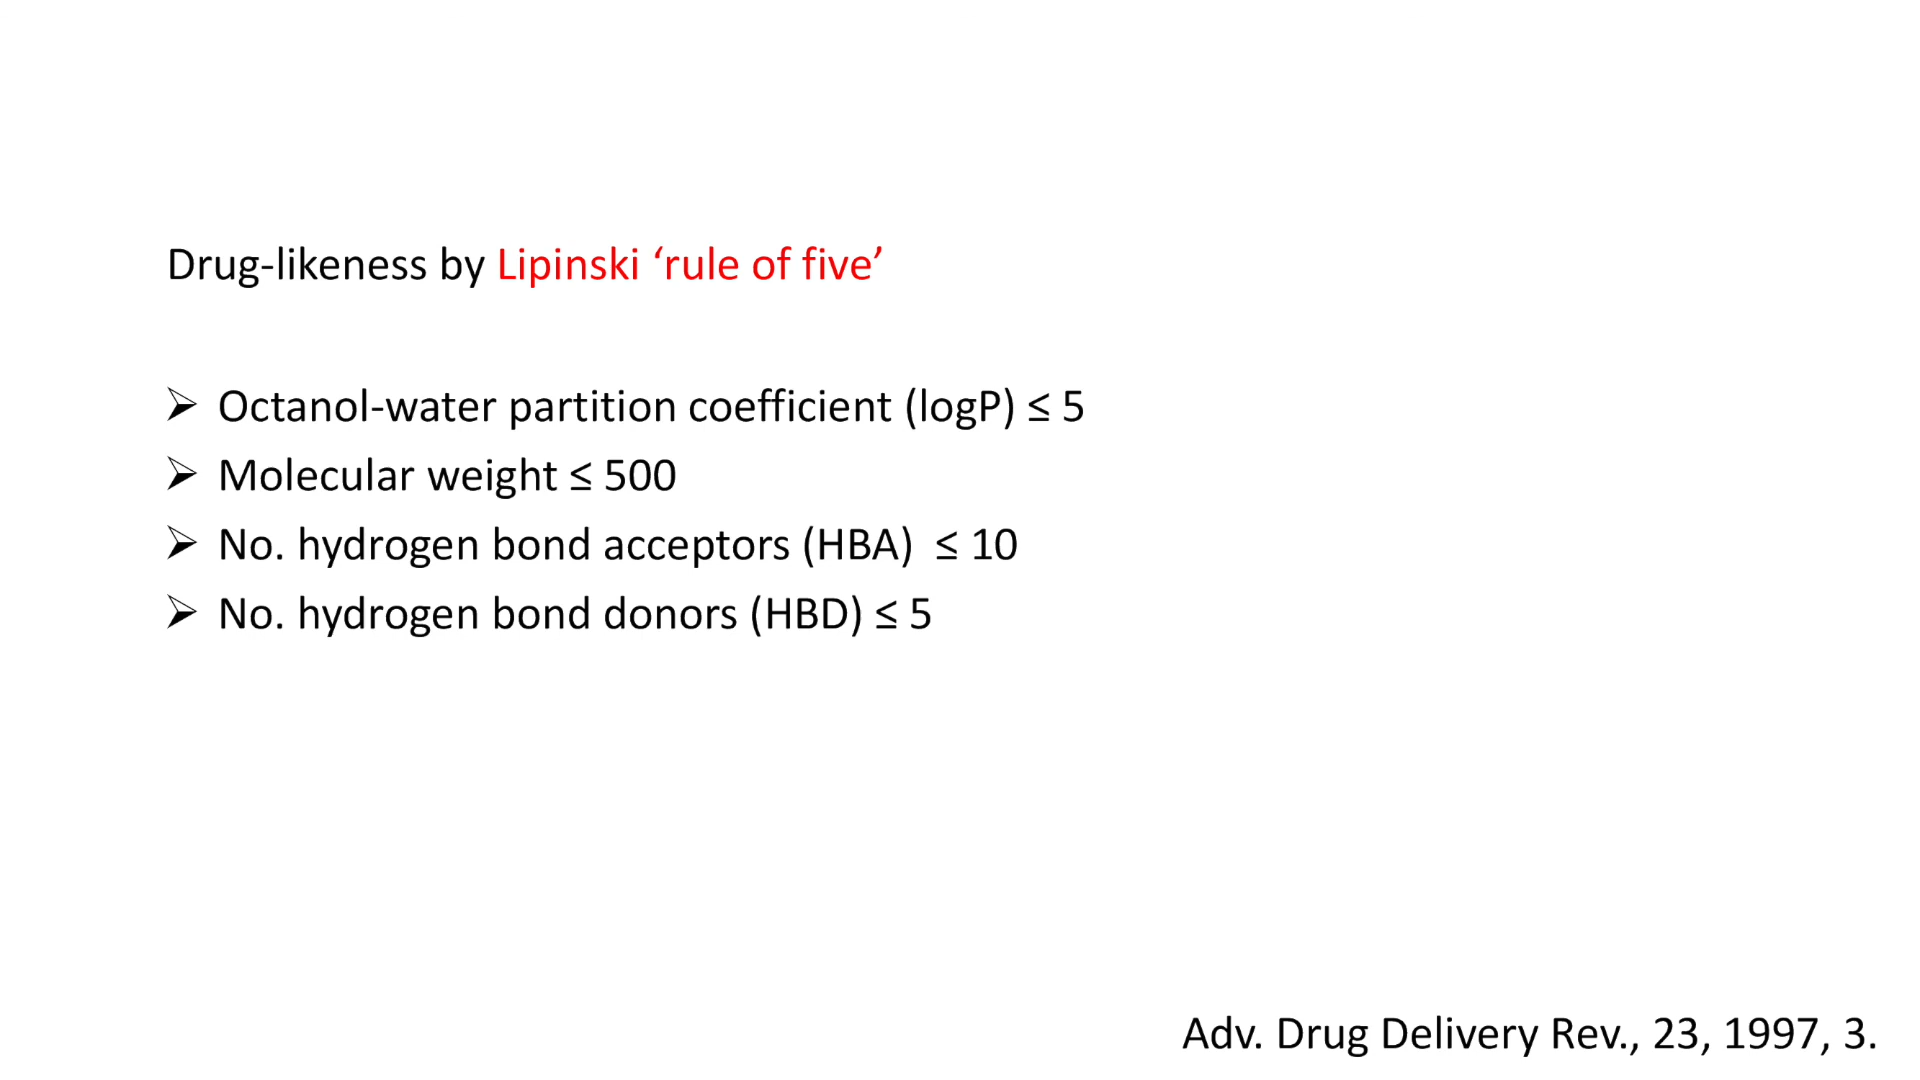 Drug-likeness by Lipinski ‘rule of five’
➢ Octanol-water partition coefficient (logP) ≤ 5
➢ Molecular weight ≤ 500
➢ No. hydrogen bond acceptors (HBA) ≤ 10
➢ No. hydrogen bond donors (HBD) ≤ 5
Adv. Drug Delivery Rev., 23, 1997, 3.